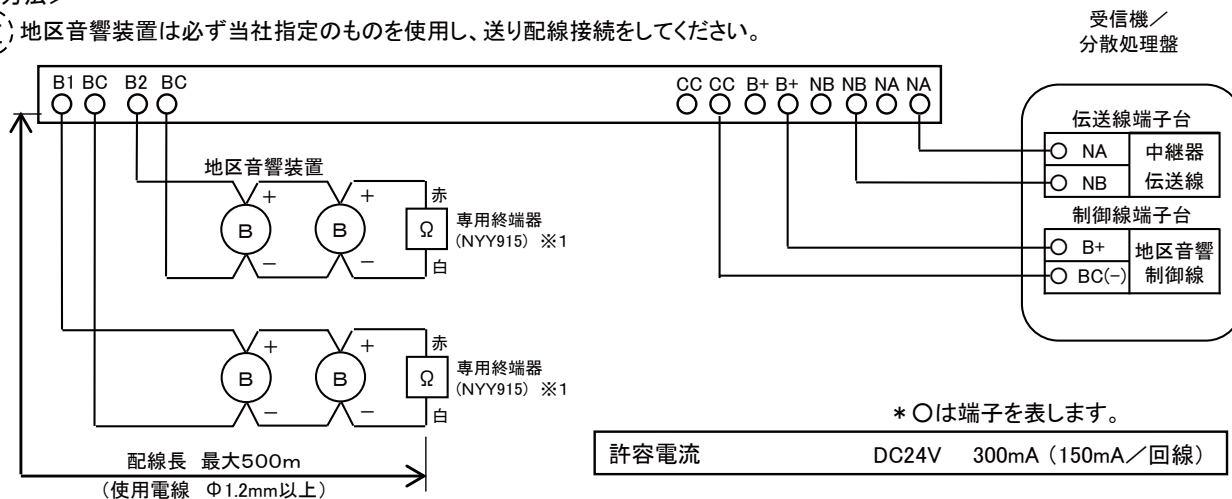 地区音響装置は必ず当社指定のものを使用し、送り配線接続をしてください。
受信機／
分散処理盤
B1 BC B2 BC
CC CC B+ B+ NB NB NA NA
伝送線端子台
NA
NB
中継器
伝送線
制御線端子台
B+
BC(-)
地区音響
制御線
地区音響装置
+ +
B B
- -
赤
Ω
白
専用終端器
(NYY915) ※1
+ +
B B
- -
赤
Ω
白
専用終端器
(NYY915) ※1
配線長 最大500m
(使用電線 Φ1.2mm以上)
＊○は端子を表します。
許容電流 DC24V 300mA (150mA／回線)